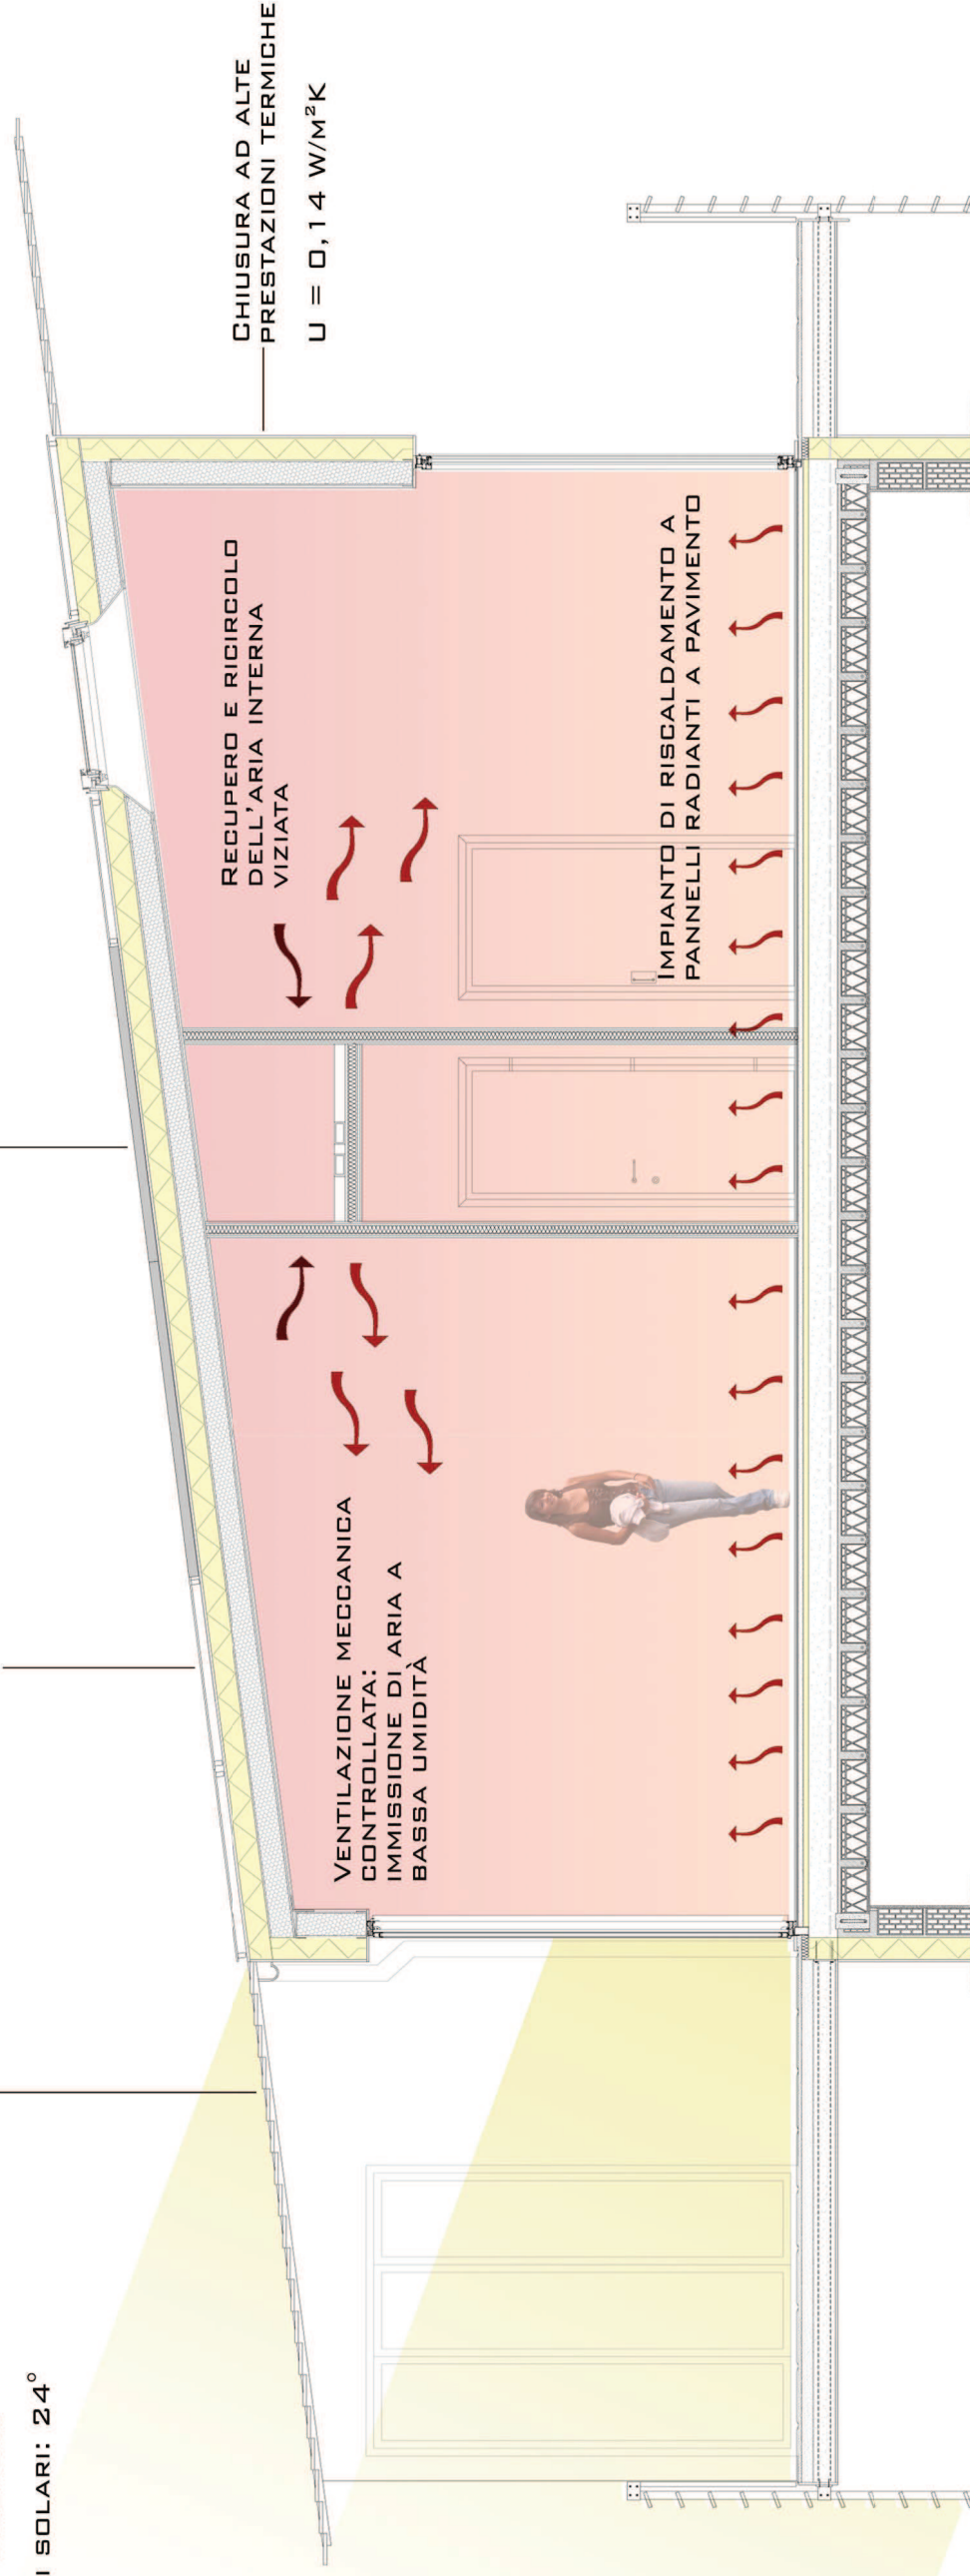 I SOLARI: 24°
VENTILAZIONE MECCANICA
CONTROLLATA:
IMMISSIONE DI ARIA A
BASSA UMIDITÀ
RECUPERO E RICIRCOLO
DELL'ARIA INTERNA
VIZIATA
IMPIANTO DI RISCALDAMENTO A
PANNELLI RADIANTI A PAVIMENTO
CHIUSURA AD ALTE
PRESTAZIONI TERMICHE
U = 0,14 W/M²K